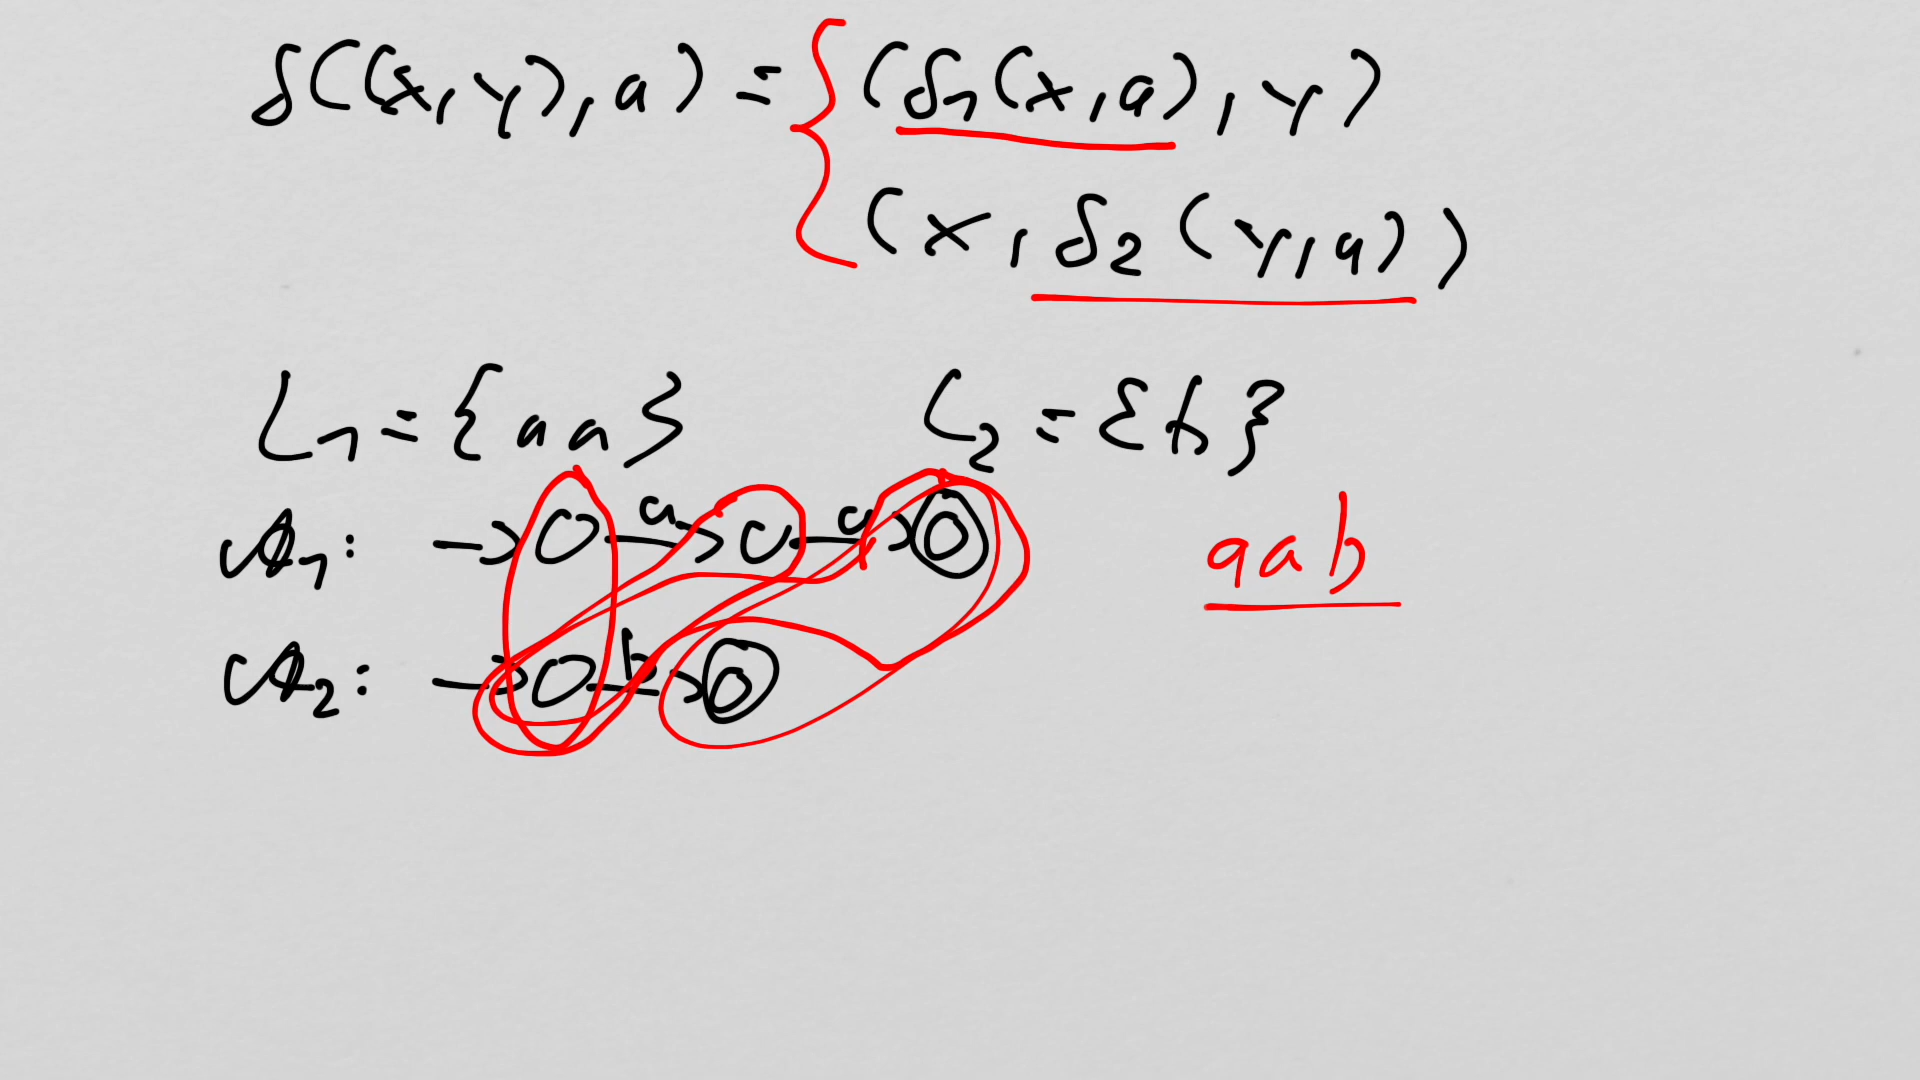 δ((x,y),a) = { (δ1(x,a), y)
(x, δ2(y,a))
L1 = {aa} L2 = {b}
A1: → O a→ O a→ O
aab
A2: → O b→ O